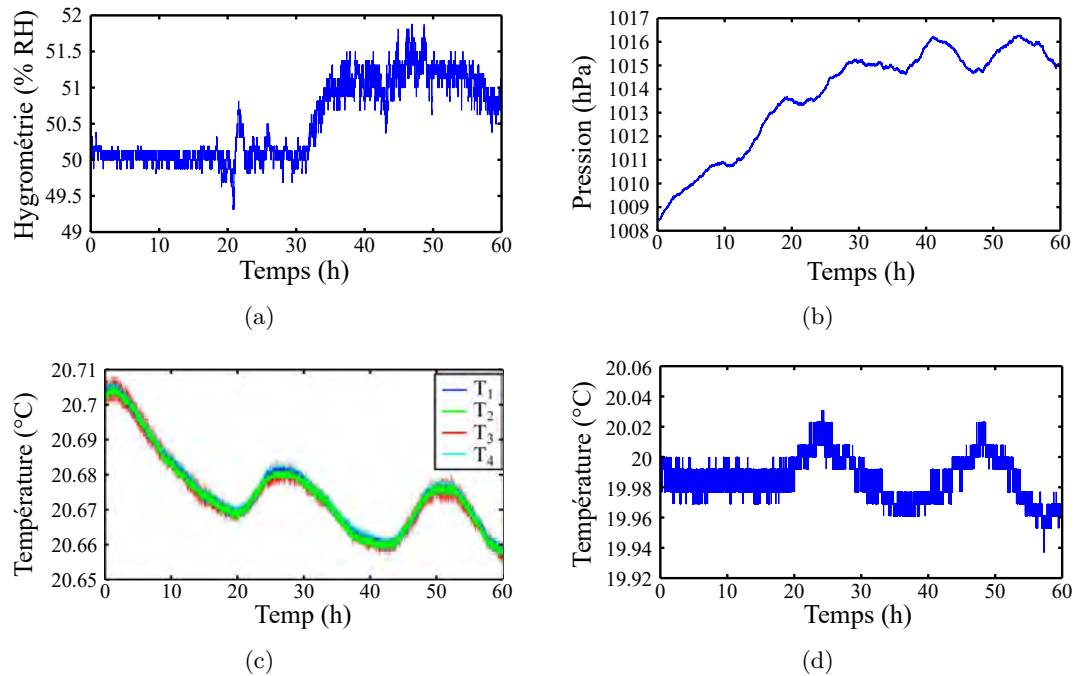 52
51.5
51
50.5
50
49.5
49
0 10 20 30 40 50 60
Hygrométrie (% RH)
Temps (h)
(a)
1017
1016
1015
1014
1013
1012
1011
1010
1009
1008
0 10 20 30 40 50 60
Pression (hPa)
Temps (h)
(b)
20.71
20.7
20.69
20.68
20.67
20.66
20.65
0 10 20 30 40 50 60
Température (°C)
Temp (h)
T1
T2
T3
T4
(c)
20.06
20.04
20.02
20
19.98
19.96
19.94
19.92
0 10 20 30 40 50 60
Température (°C)
Temps (h)
(d)